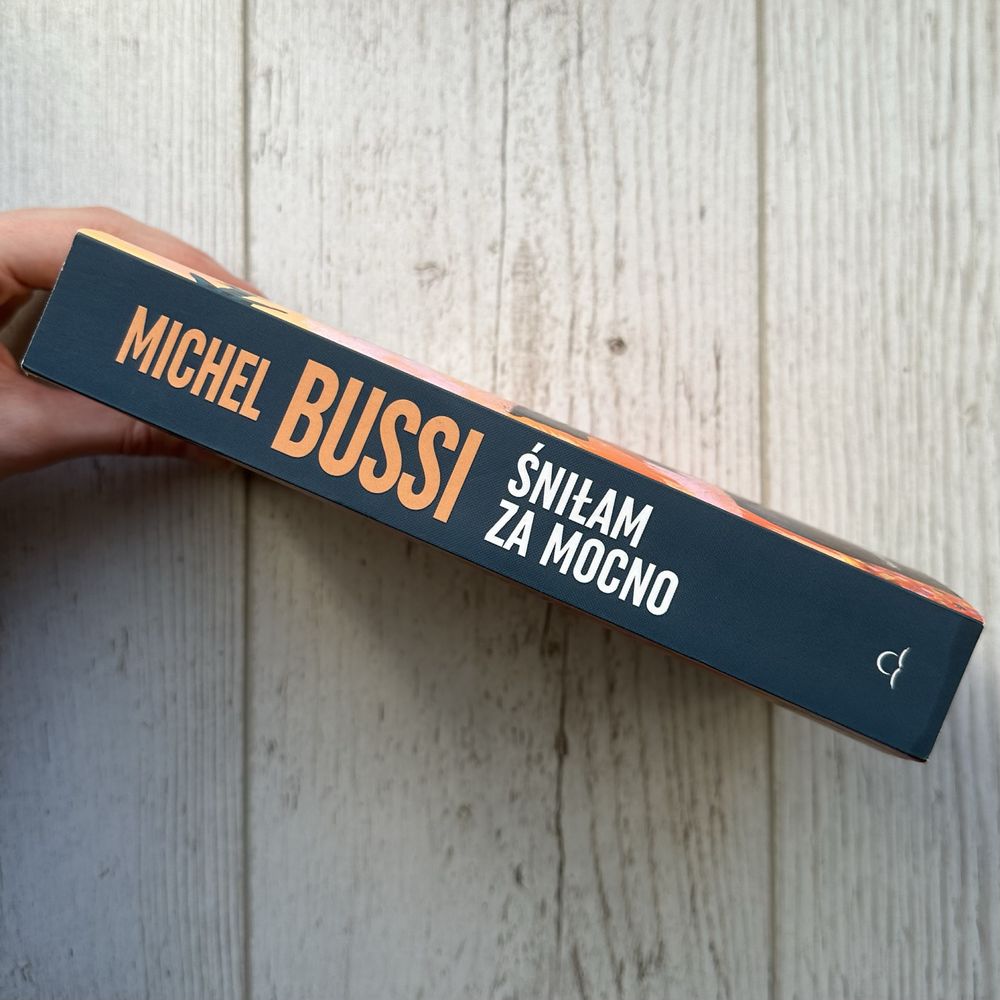 MICHEL BUSSI
ŚNIŁAM
ZA MOCNO